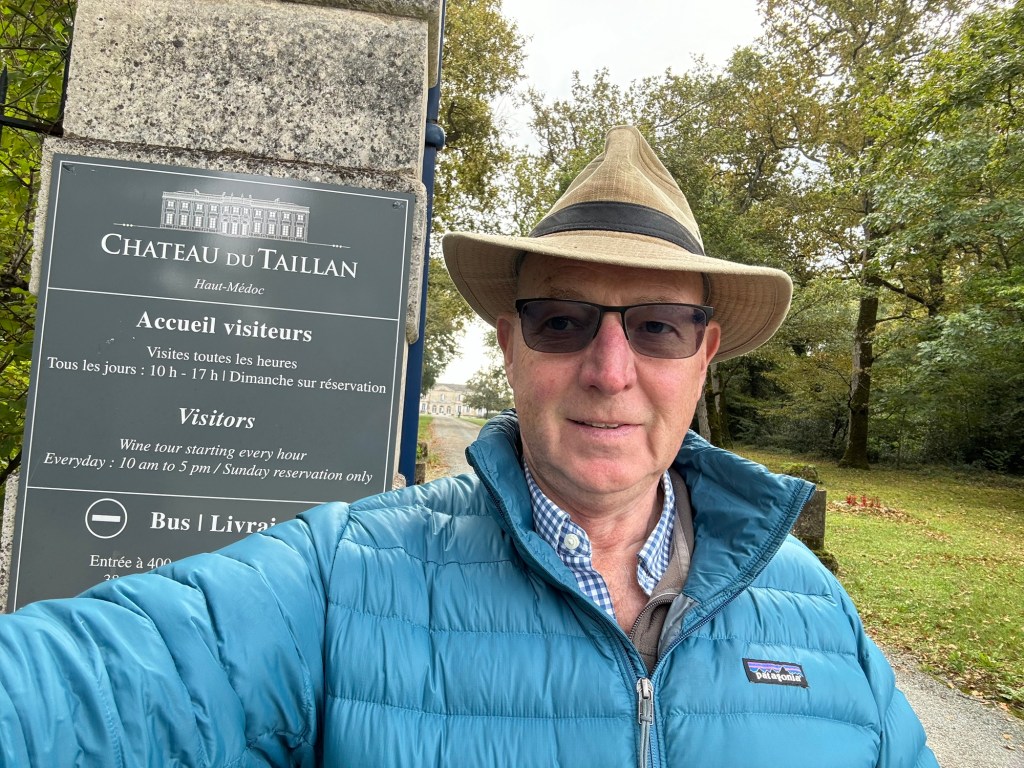 CHATEAU DU TAILLAN
Haut-Médoc
Accueil visiteurs
Visites toutes les heures
Tous les jours : 10 h - 17 h | Dimanche sur réservation
Visitors
Wine tour starting every hour
Everyday : 10 am to 5 pm / Sunday reservation only
Bus | Livrai
Entrée à 400
patagonia